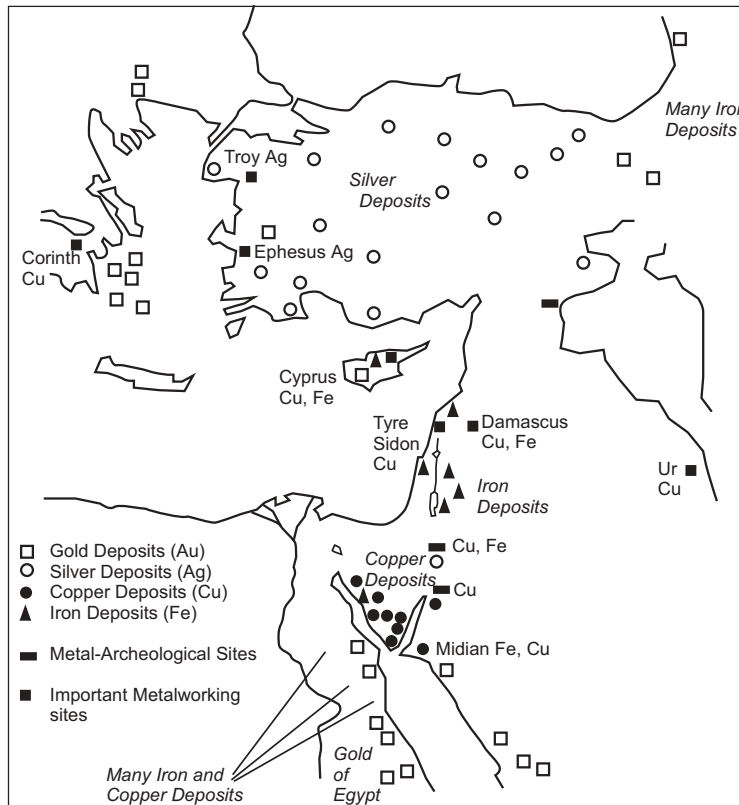 Many Iron
Deposits
Troy Ag
Silver
Deposits
Corinth
Cu
Ephesus Ag
Cyprus
Cu, Fe
Tyre
Sidon
Cu
Damascus
Cu, Fe
Ur
Cu
Iron
Deposits
Gold Deposits (Au)
Silver Deposits (Ag)
Copper Deposits (Cu)
Iron Deposits (Fe)
Metal-Archeological Sites
Important Metalworking
sites
Cu, Fe
Copper
Deposits
Cu
Midian Fe, Cu
Many Iron and
Copper Deposits
Gold
of
Egypt